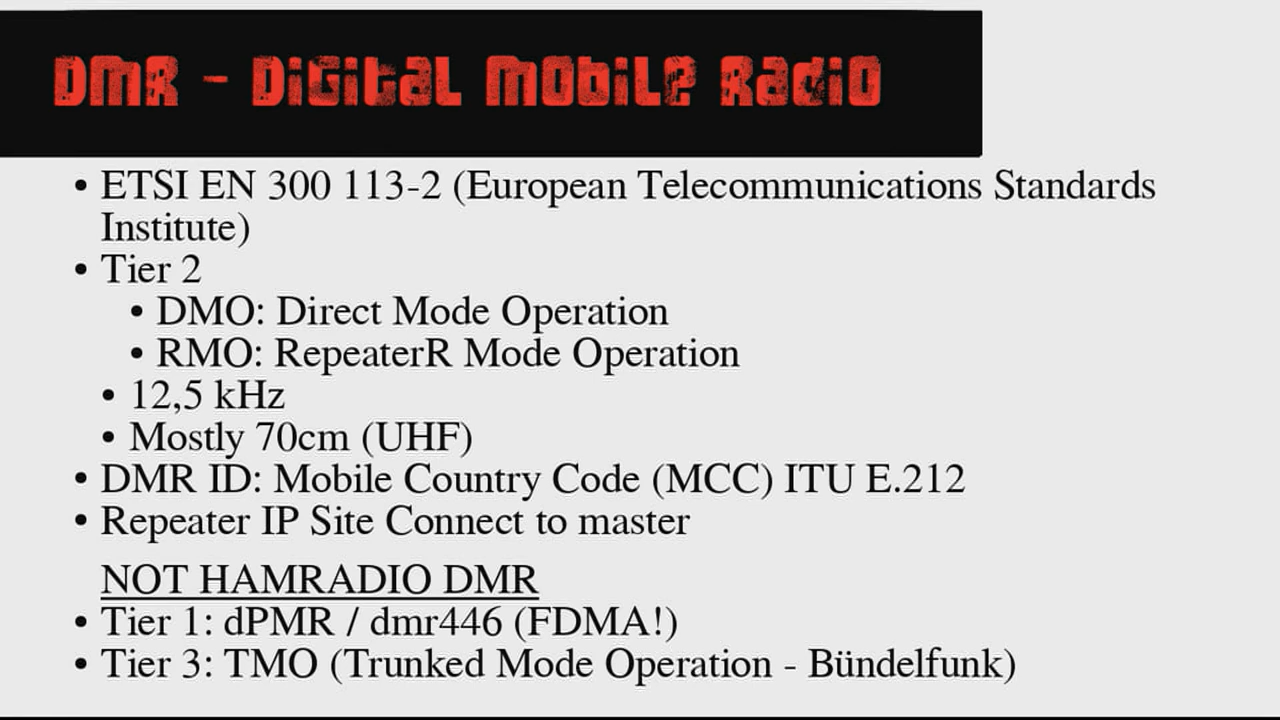 DMR - DiGitaL MObiLe RadiO
• ETSI EN 300 113-2 (European Telecommunications Standards
Institute)
• Tier 2
• DMO: Direct Mode Operation
• RMO: RepeaterR Mode Operation
• 12,5 kHz
• Mostly 70cm (UHF)
• DMR ID: Mobile Country Code (MCC) ITU E.212
• Repeater IP Site Connect to master
NOT HAMRADIO DMR
• Tier 1: dPMR / dmr446 (FDMA!)
• Tier 3: TMO (Trunked Mode Operation - Bündelfunk)